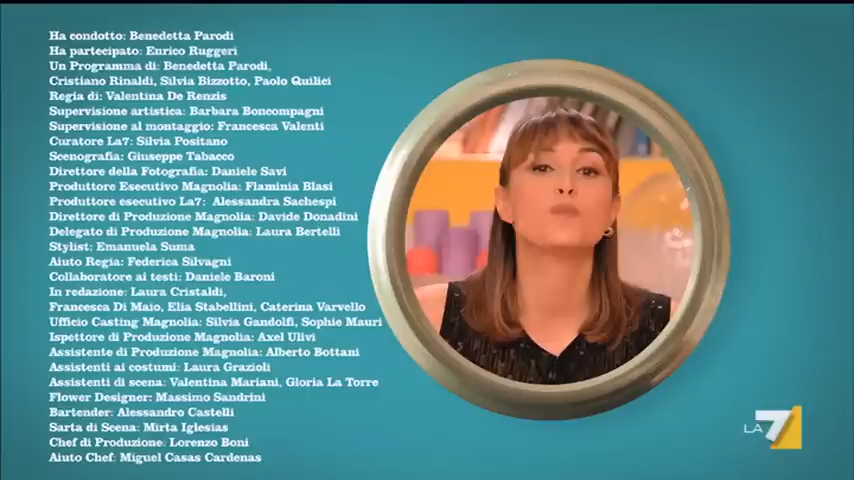 Ha condotto: Benedetta Parodi
Ha partecipato: Enrico Ruggeri
Un Programma di: Benedetta Parodi,
Cristiano Rinaldi, Silvia Bizzotto, Paolo Quilici
Regia di: Valentina De Renzis
Supervisione artistica: Barbara Boncompagni
Supervisione al montaggio: Francesca Valenti
Curatore La7: Silvia Positano
Scenografia: Giuseppe Tabacco
Direttore della Fotografia: Daniele Savi
Produttore Esecutivo Magnolia: Flaminia Blasi
Produttore esecutivo La7: Alessandra Sachespi
Direttore di Produzione Magnolia: Davide Donadini
Delegato di Produzione Magnolia: Laura Bertelli
Stylist: Emanuela Suma
Aiuto Regia: Federica Silvagni
Collaboratore ai testi: Daniele Baroni
In redazione: Laura Cristaldi,
Francesca Di Maio, Elia Stabellini, Caterina Varvello
Ufficio Casting Magnolia: Silvia Gandolfi, Sophie Mauri
Ispettore di Produzione Magnolia: Axel Ulivi
Assistente di Produzione Magnolia: Alberto Bottani
Assistenti ai costumi: Laura Grazioli
Assistenti di scena: Valentina Mariani, Gloria La Torre
Flower Designer: Massimo Sandrini
Bartender: Alessandro Castelli
Sarta di Scena: Mirta Iglesias
Chef di Produzione: Lorenzo Boni
Aiuto Chef: Miguel Casas Cardenas
LA7